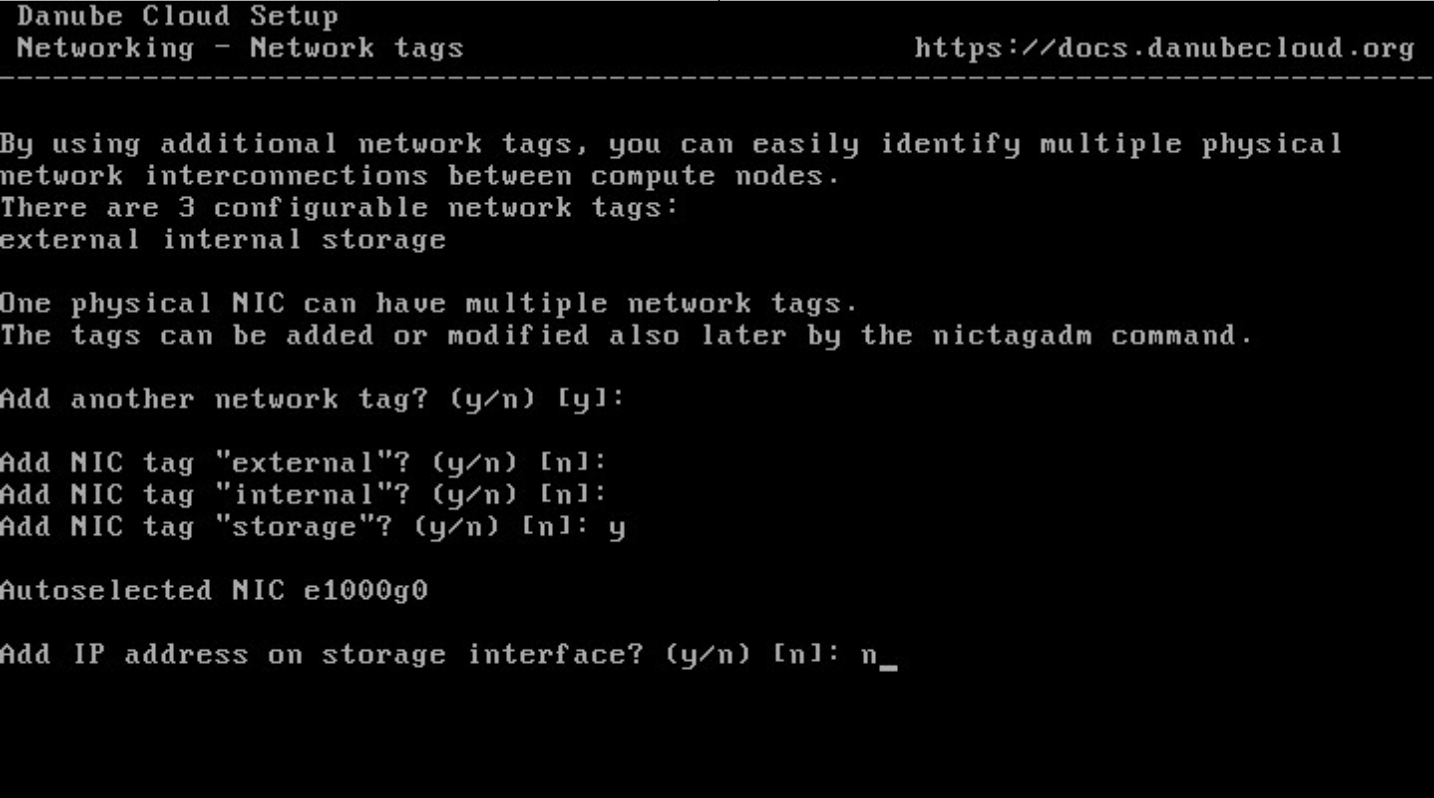 Danube Cloud Setup
Networking - Network tags https://docs.danubecloud.org
By using additional network tags, you can easily identify multiple physical
network interconnections between compute nodes.
There are 3 configurable network tags:
external internal storage
One physical NIC can have multiple network tags.
The tags can be added or modified also later by the nictagadm command.
Add another network tag? (y/n) [y]:
Add NIC tag "external"? (y/n) [n]:
Add NIC tag "internal"? (y/n) [n]:
Add NIC tag "storage"? (y/n) [n]: y
Autoselected NIC e1000g0
Add IP address on storage interface? (y/n) [n]: n_